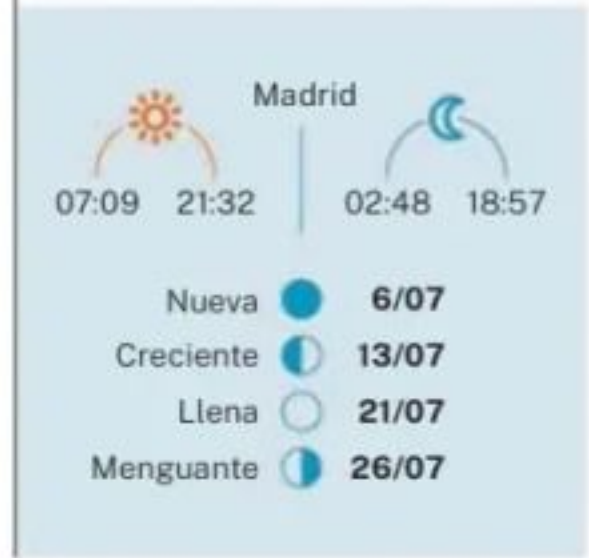 Madrid
07:09 21:32 02:48 18:57
Nueva 6/07
Creciente 13/07
Llena 21/07
Menguante 26/07